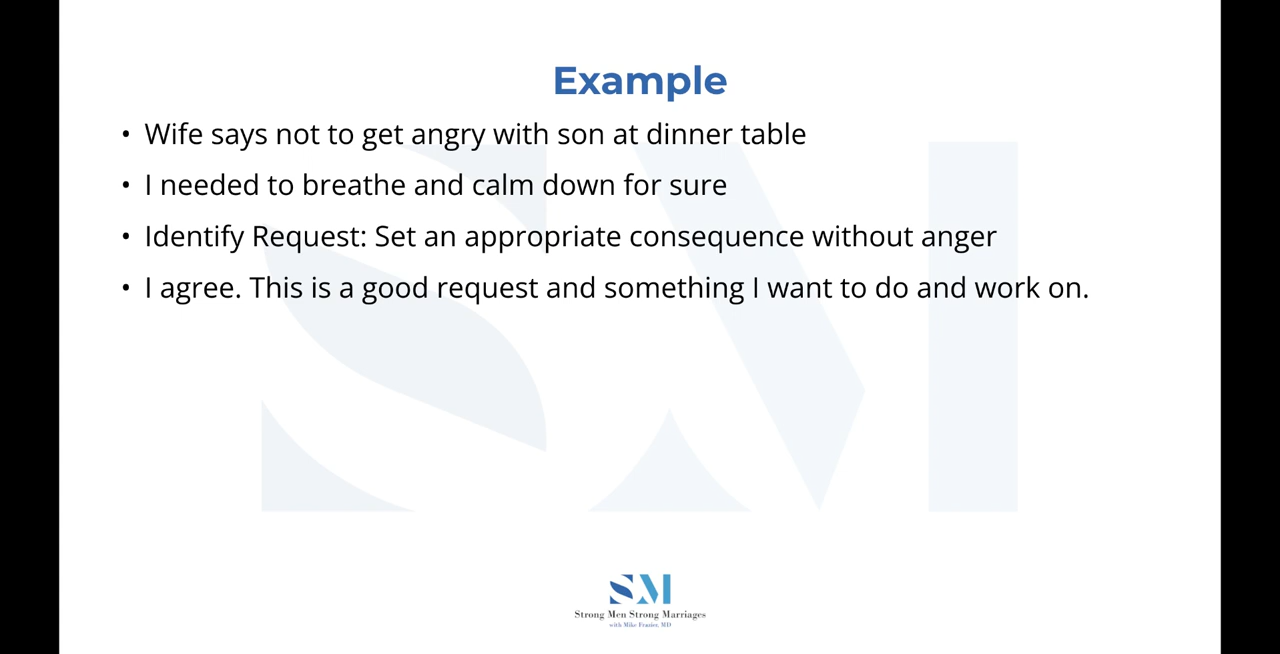 Example
• Wife says not to get angry with son at dinner table
• I needed to breathe and calm down for sure
• Identify Request: Set an appropriate consequence without anger
• I agree. This is a good request and something I want to do and work on.
SM
Strong Men Strong Marriages
with Mike Frazier, MD